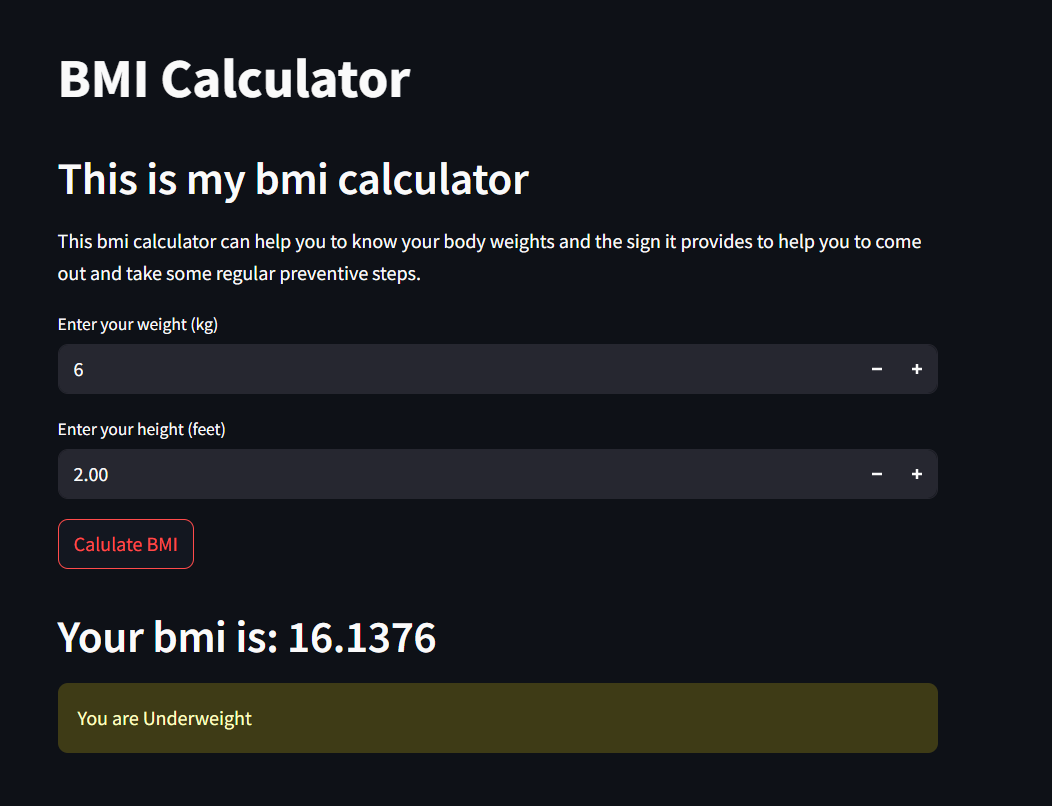 BMI Calculator
This is my bmi calculator
This bmi calculator can help you to know your body weights and the sign it provides to help you to come
out and take some regular preventive steps.
Enter your weight (kg)
6
Enter your height (feet)
2.00
Calulate BMI
Your bmi is: 16.1376
You are Underweight